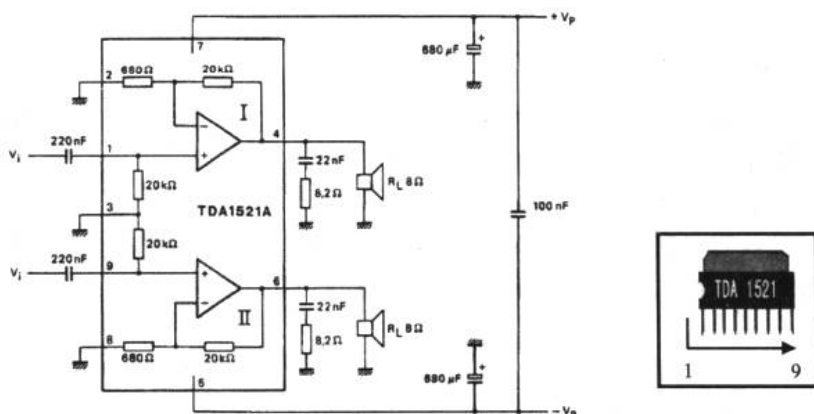 7
+ Vp
680 µF
+
2
680Ω
20kΩ
I
220nF
Vi
1
−
+
4
22nF
8,2Ω
RL 8Ω
20kΩ
3
TDA1521A
100 nF
20kΩ
220nF
Vi
9
+
−
6
II
22nF
8,2Ω
RL 8Ω
8
680Ω
20kΩ
680µF
+
5
− Vp
TDA 1521
1
9